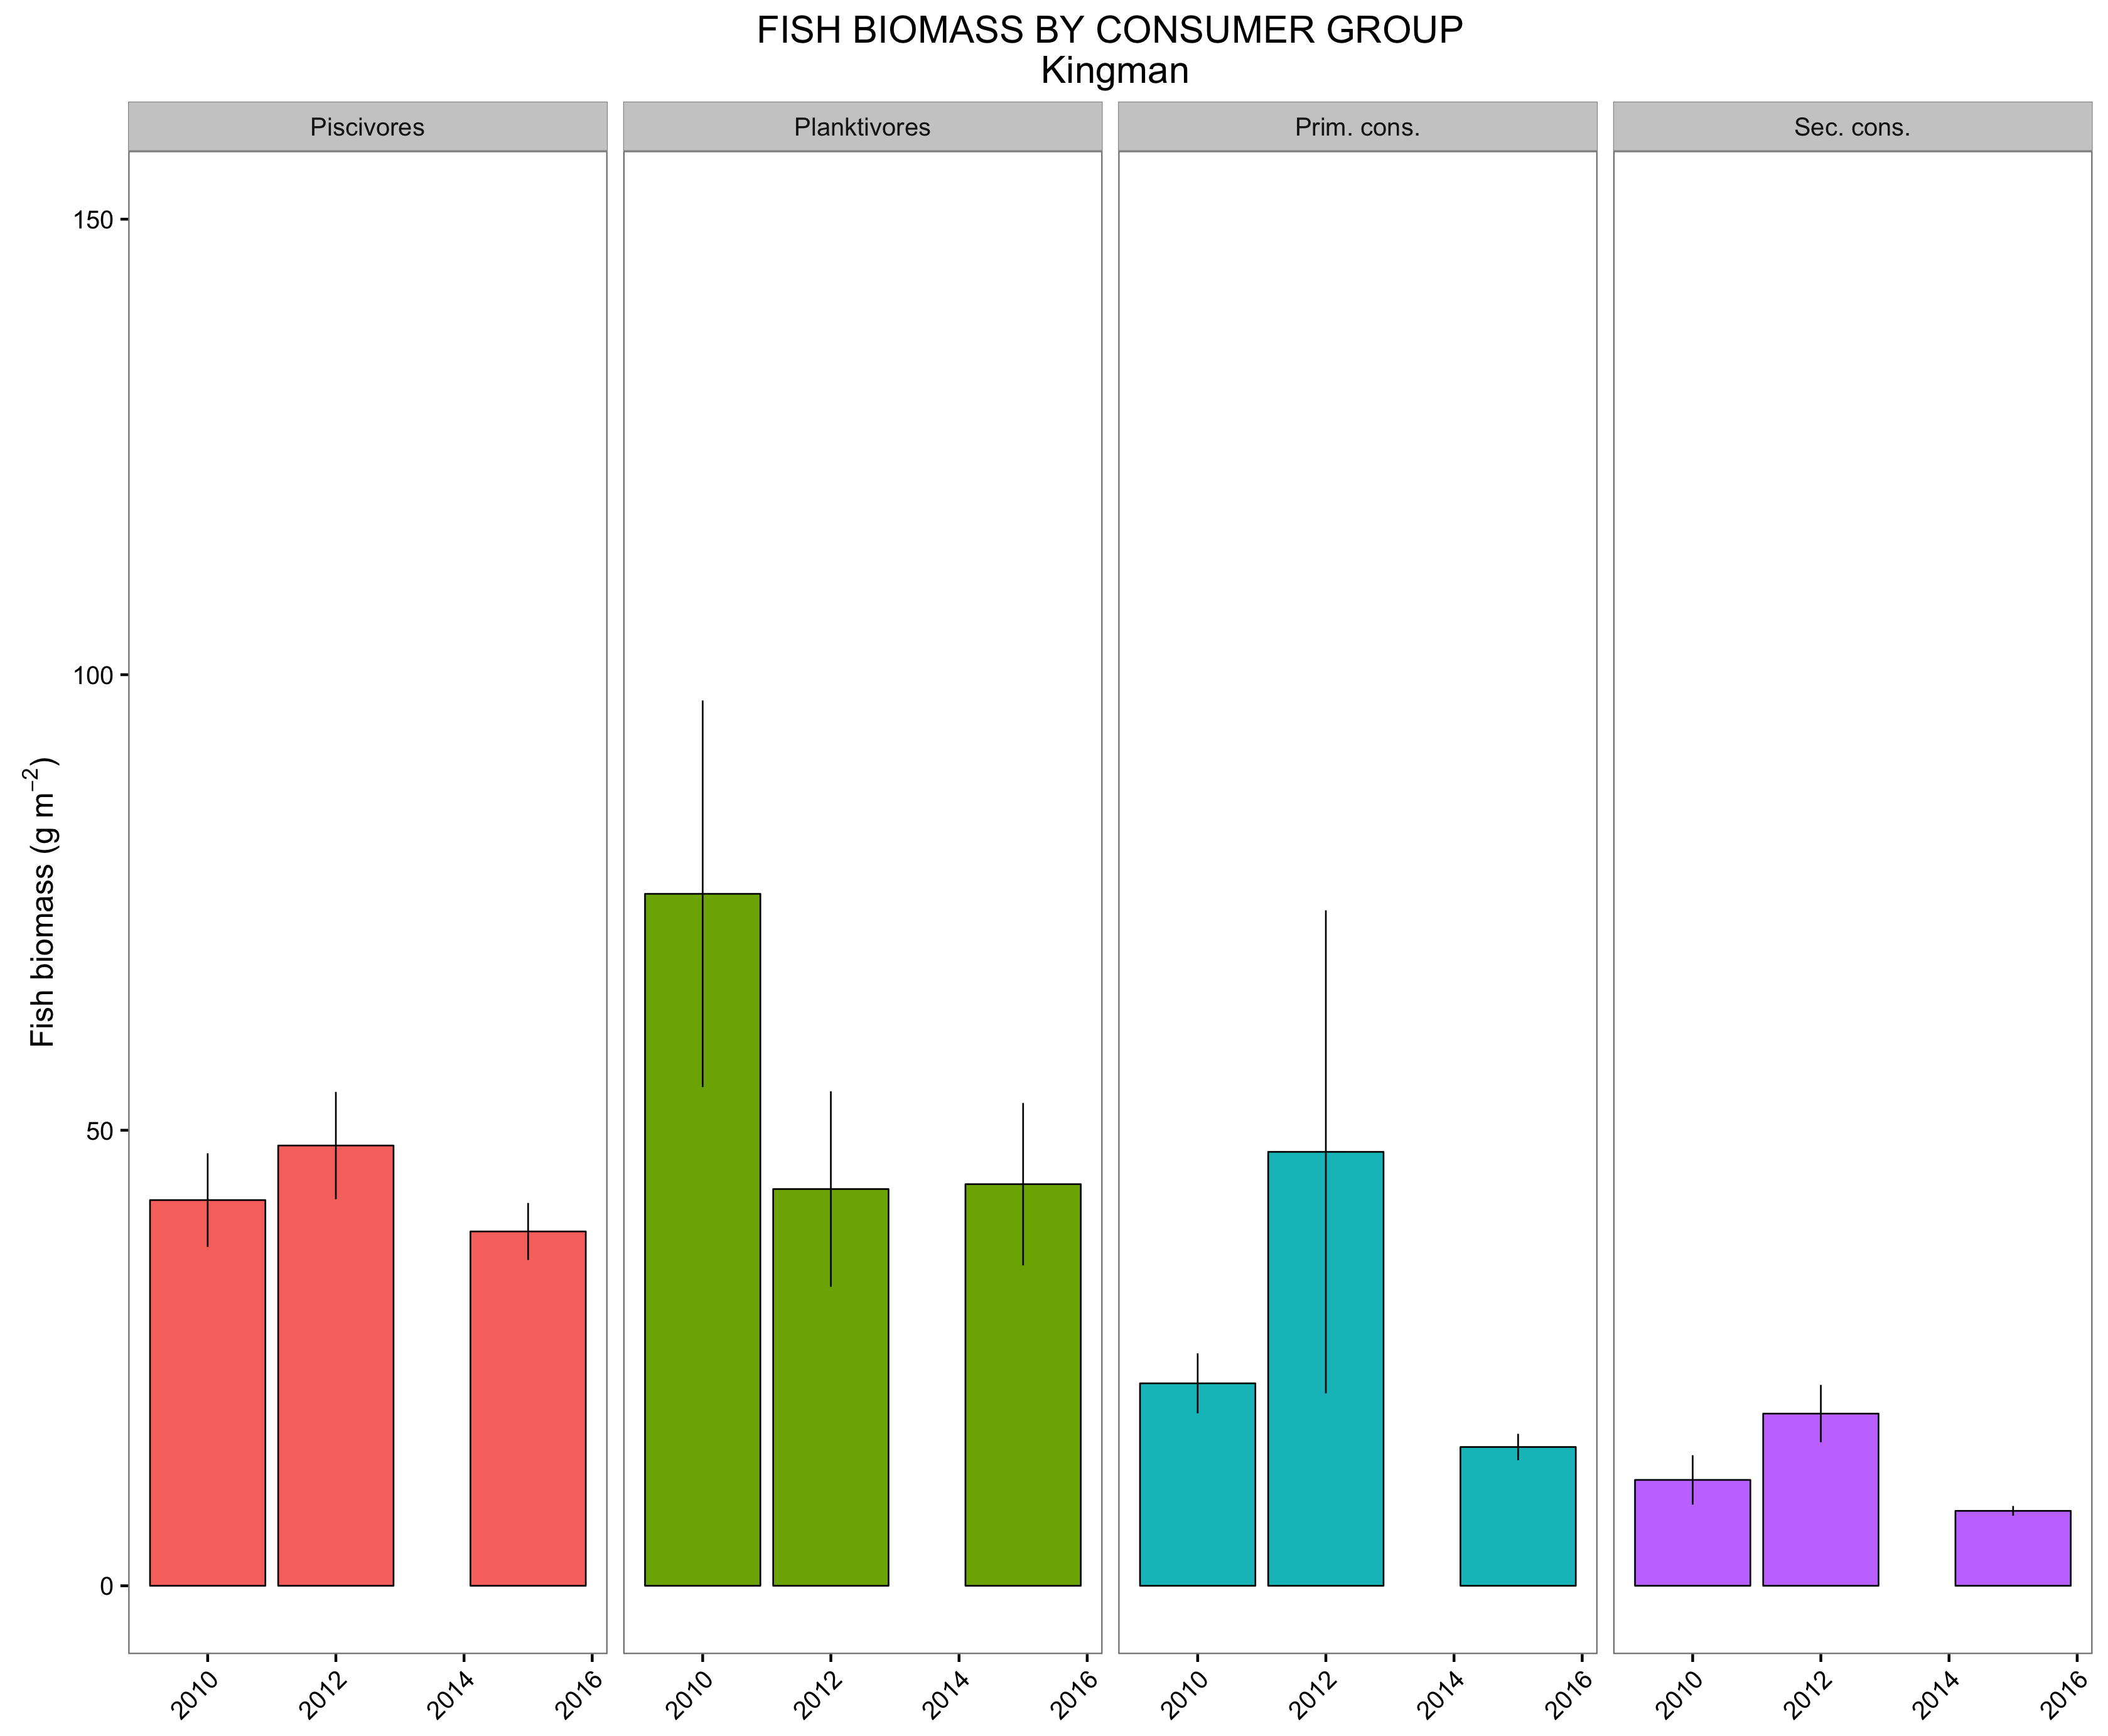 FISH BIOMASS BY CONSUMER GROUP
Kingman
Piscivores Planktivores Prim. cons. Sec. cons.
Fish biomass (g m⁻²)
150
100
50
0
2010 2012 2014 2016 2010 2012 2014 2016 2010 2012 2014 2016 2010 2012 2014 2016